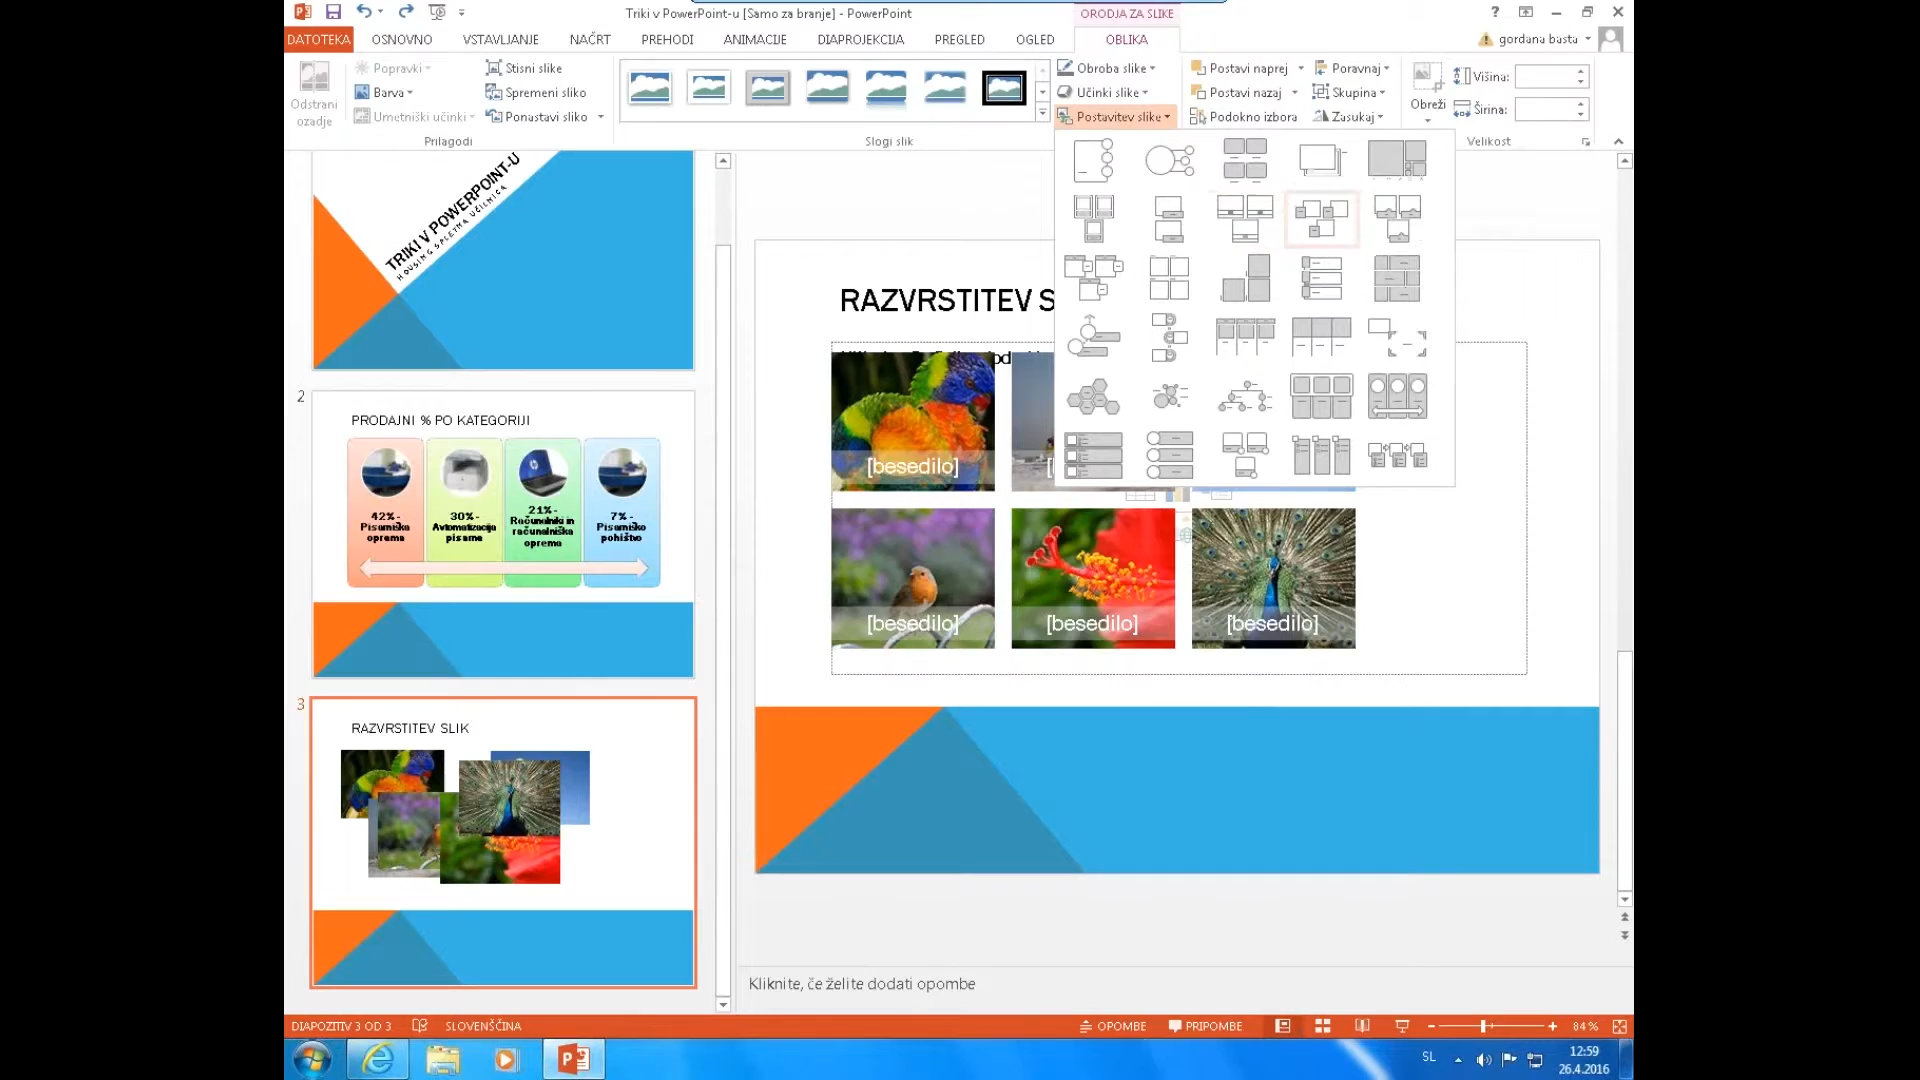 Triki v PowerPoint-u [Samo za branje] - PowerPoint
ORODJA ZA SLIKE
DATOTEKA OSNOVNO VSTAVLJANJE NAČRT PREHODI ANIMACIJE DIAPROJEKCIJA PREGLED OGLED OBLIKA gordana basta
Odstrani ozadje
Popravki
Barva
Umetniški učinki
Stisni slike
Spremeni sliko
Ponastavi sliko
Prilagodi
Slogi slik
Obroba slike
Učinki slike
Postavitev slike
Postavi naprej
Postavi nazaj
Podokno izbora
Poravnaj
Skupina
Zasukaj
Obreži
Višina:
Širina:
Velikost
TRIKI V POWERPOINT-U
HOUSING SPLETNA UČILNICA
2
PRODAJNI % PO KATEGORIJI
42% - Pisarniška oprema
30% - Avtomatizacija pisarne
21% - Računalniki in računalniška oprema
7% - Pisarniško pohištvo
3
RAZVRSTITEV SLIK
RAZVRSTITEV S
[besedilo]
[besedilo]
[besedilo]
[besedilo]
Kliknite, če želite dodati opombe
DIAPOZITIV 3 OD 3 SLOVENŠČINA OPOMBE PRIPOMBE 84 %
SL
12:59
26.4.2016